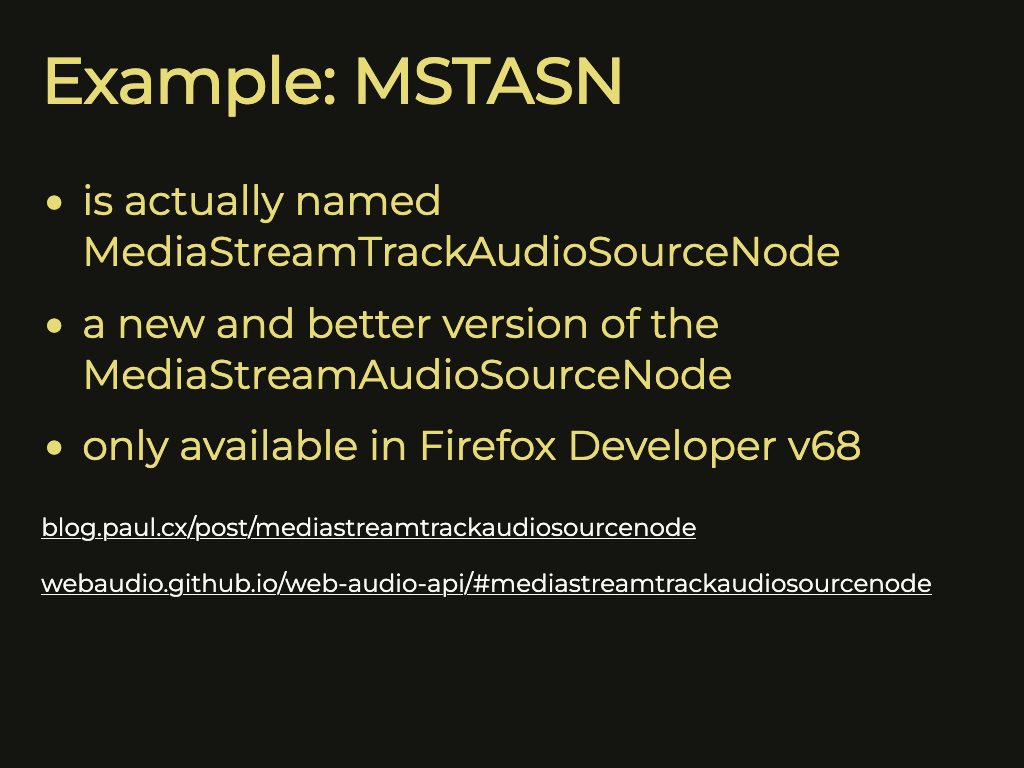 Example: MSTASN
• is actually named
MediaStreamTrackAudioSourceNode
• a new and better version of the
MediaStreamAudioSourceNode
• only available in Firefox Developer v68
blog.paul.cx/post/mediastreamtrackaudiosourcenode
webaudio.github.io/web-audio-api/#mediastreamtrackaudiosourcenode